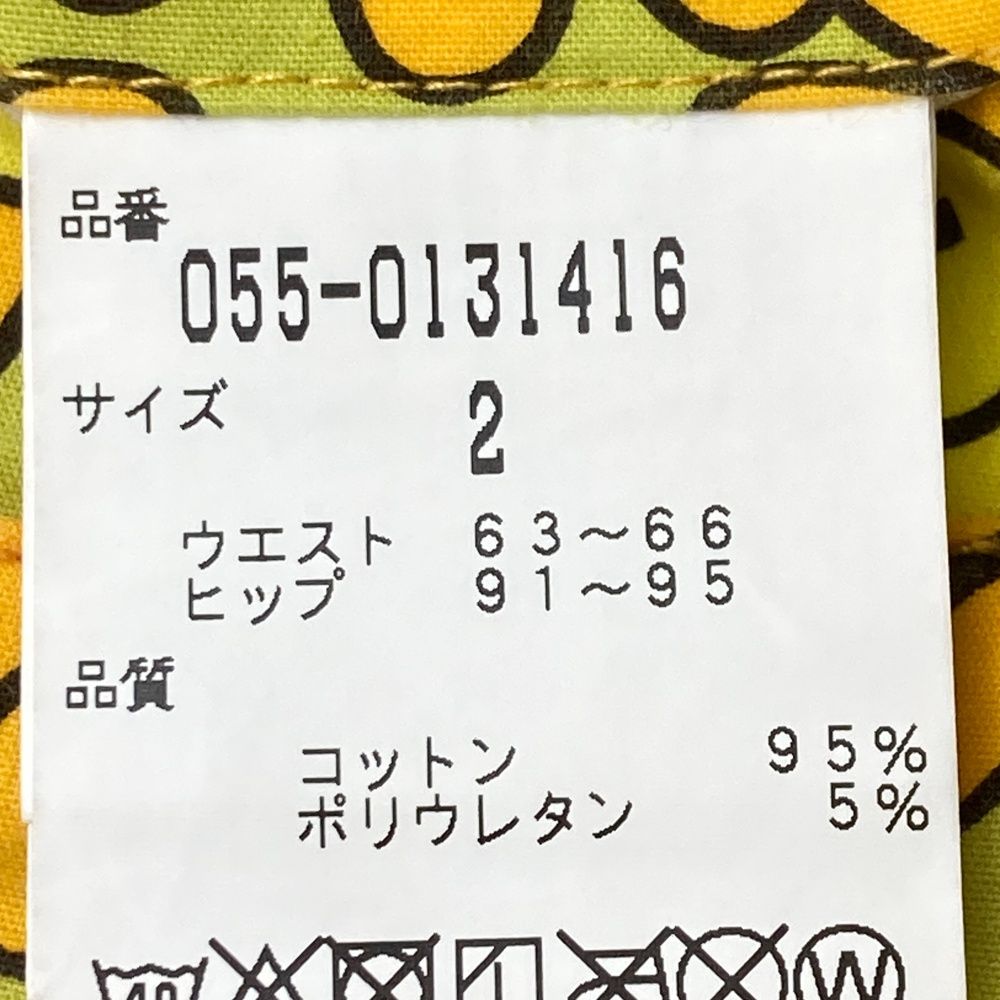 品番
055-0131416
サイズ 2
ウエスト 63～66
ヒップ 91～95
品質
コットン 95%
ポリウレタン 5%
40 W